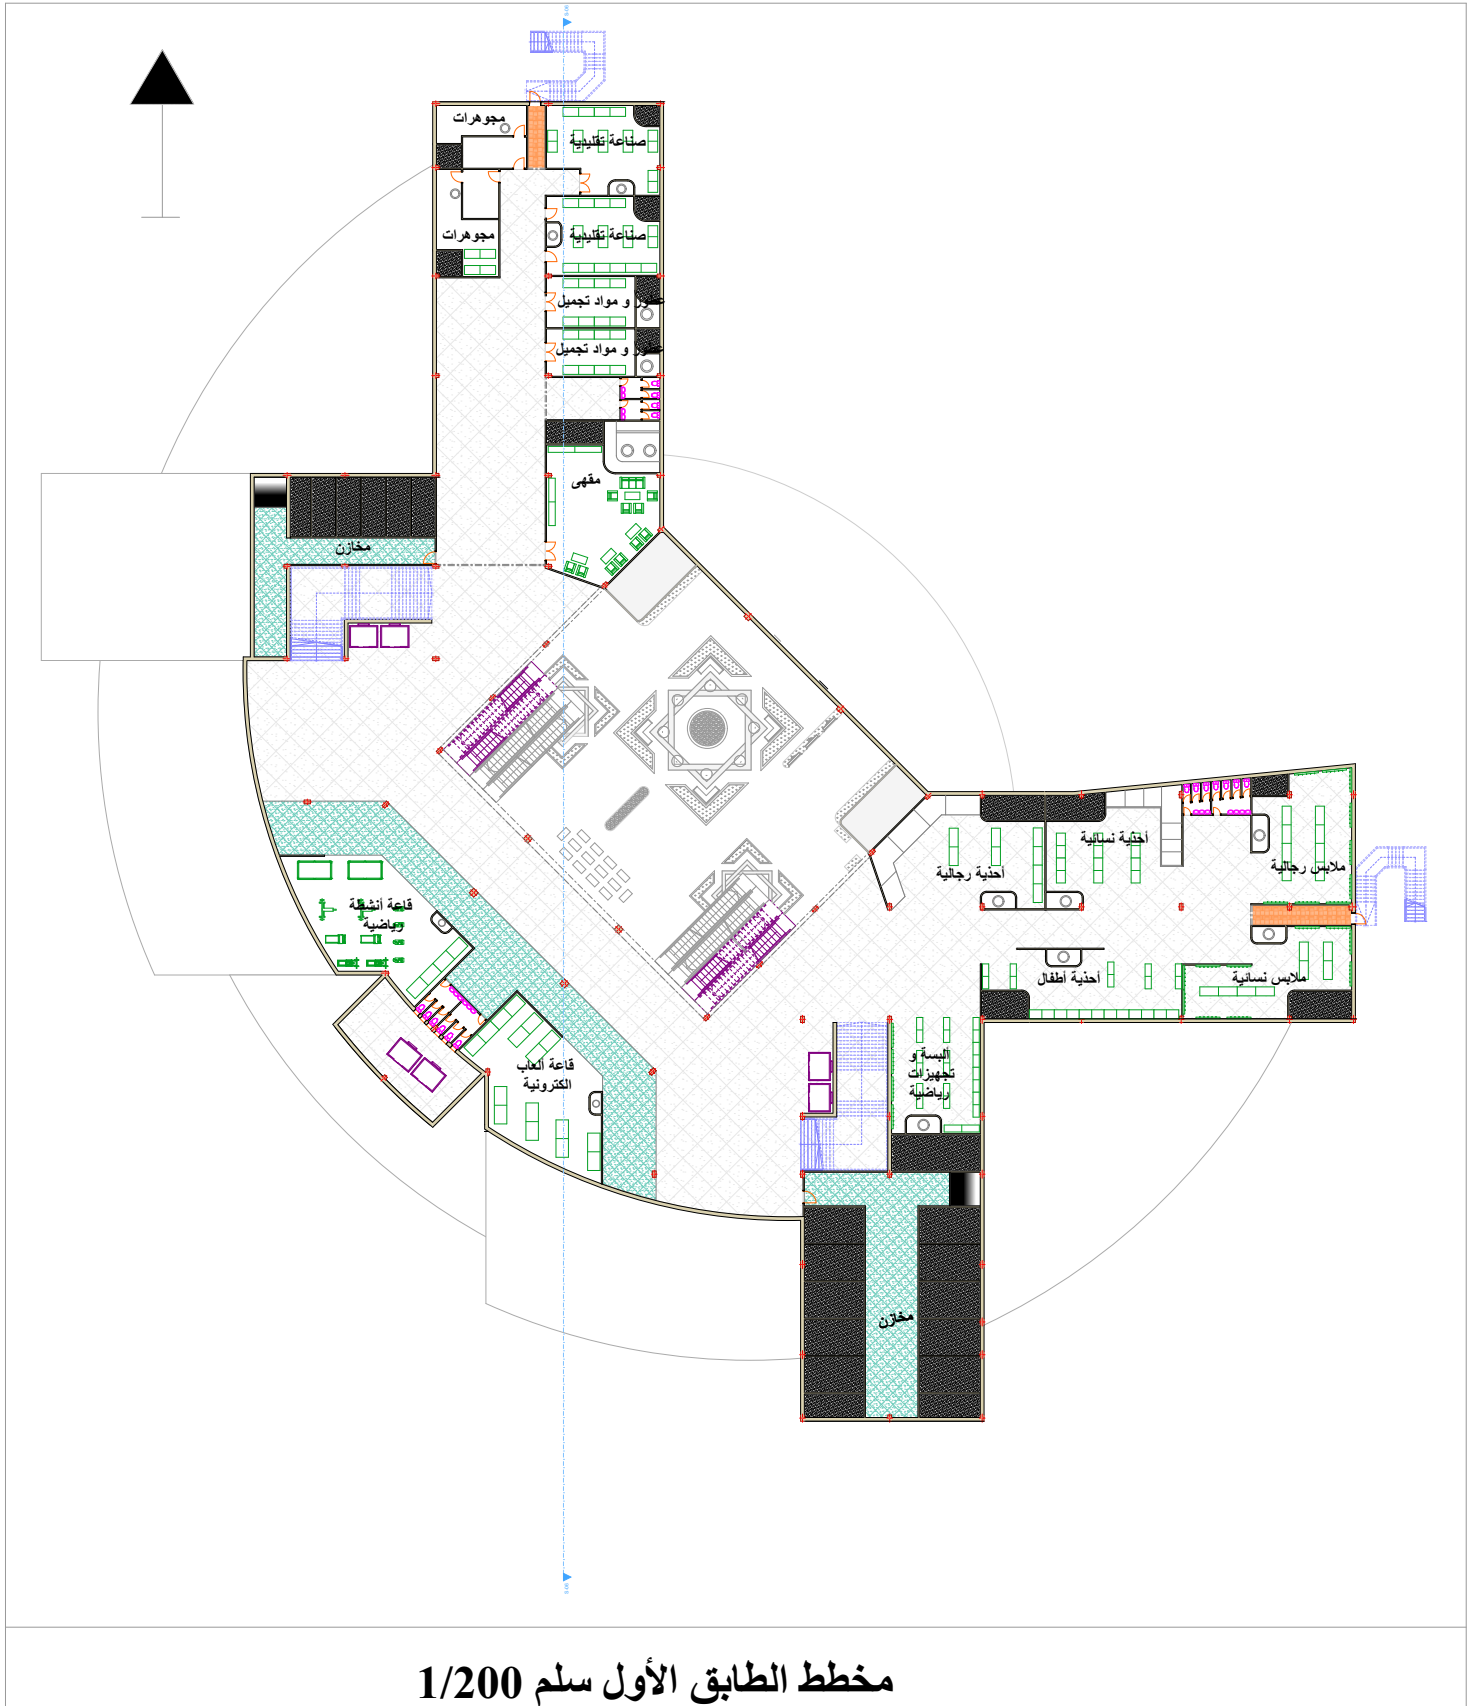 مجوهرات
صناعة تقليدية
مجوهرات
صناعة تقليدية
عطور و مواد تجميل
عطور و مواد تجميل
مقهى
مخازن
أحذية نسائية
أحذية رجالية
ملابس رجالية
قاعة أنشطة
رياضية
أحذية أطفال
ملابس نسائية
قاعة ألعاب
الكترونية
ألبسة و
تجهيزات
رياضية
مخازن
مخطط الطابق الأول سلم 1/200